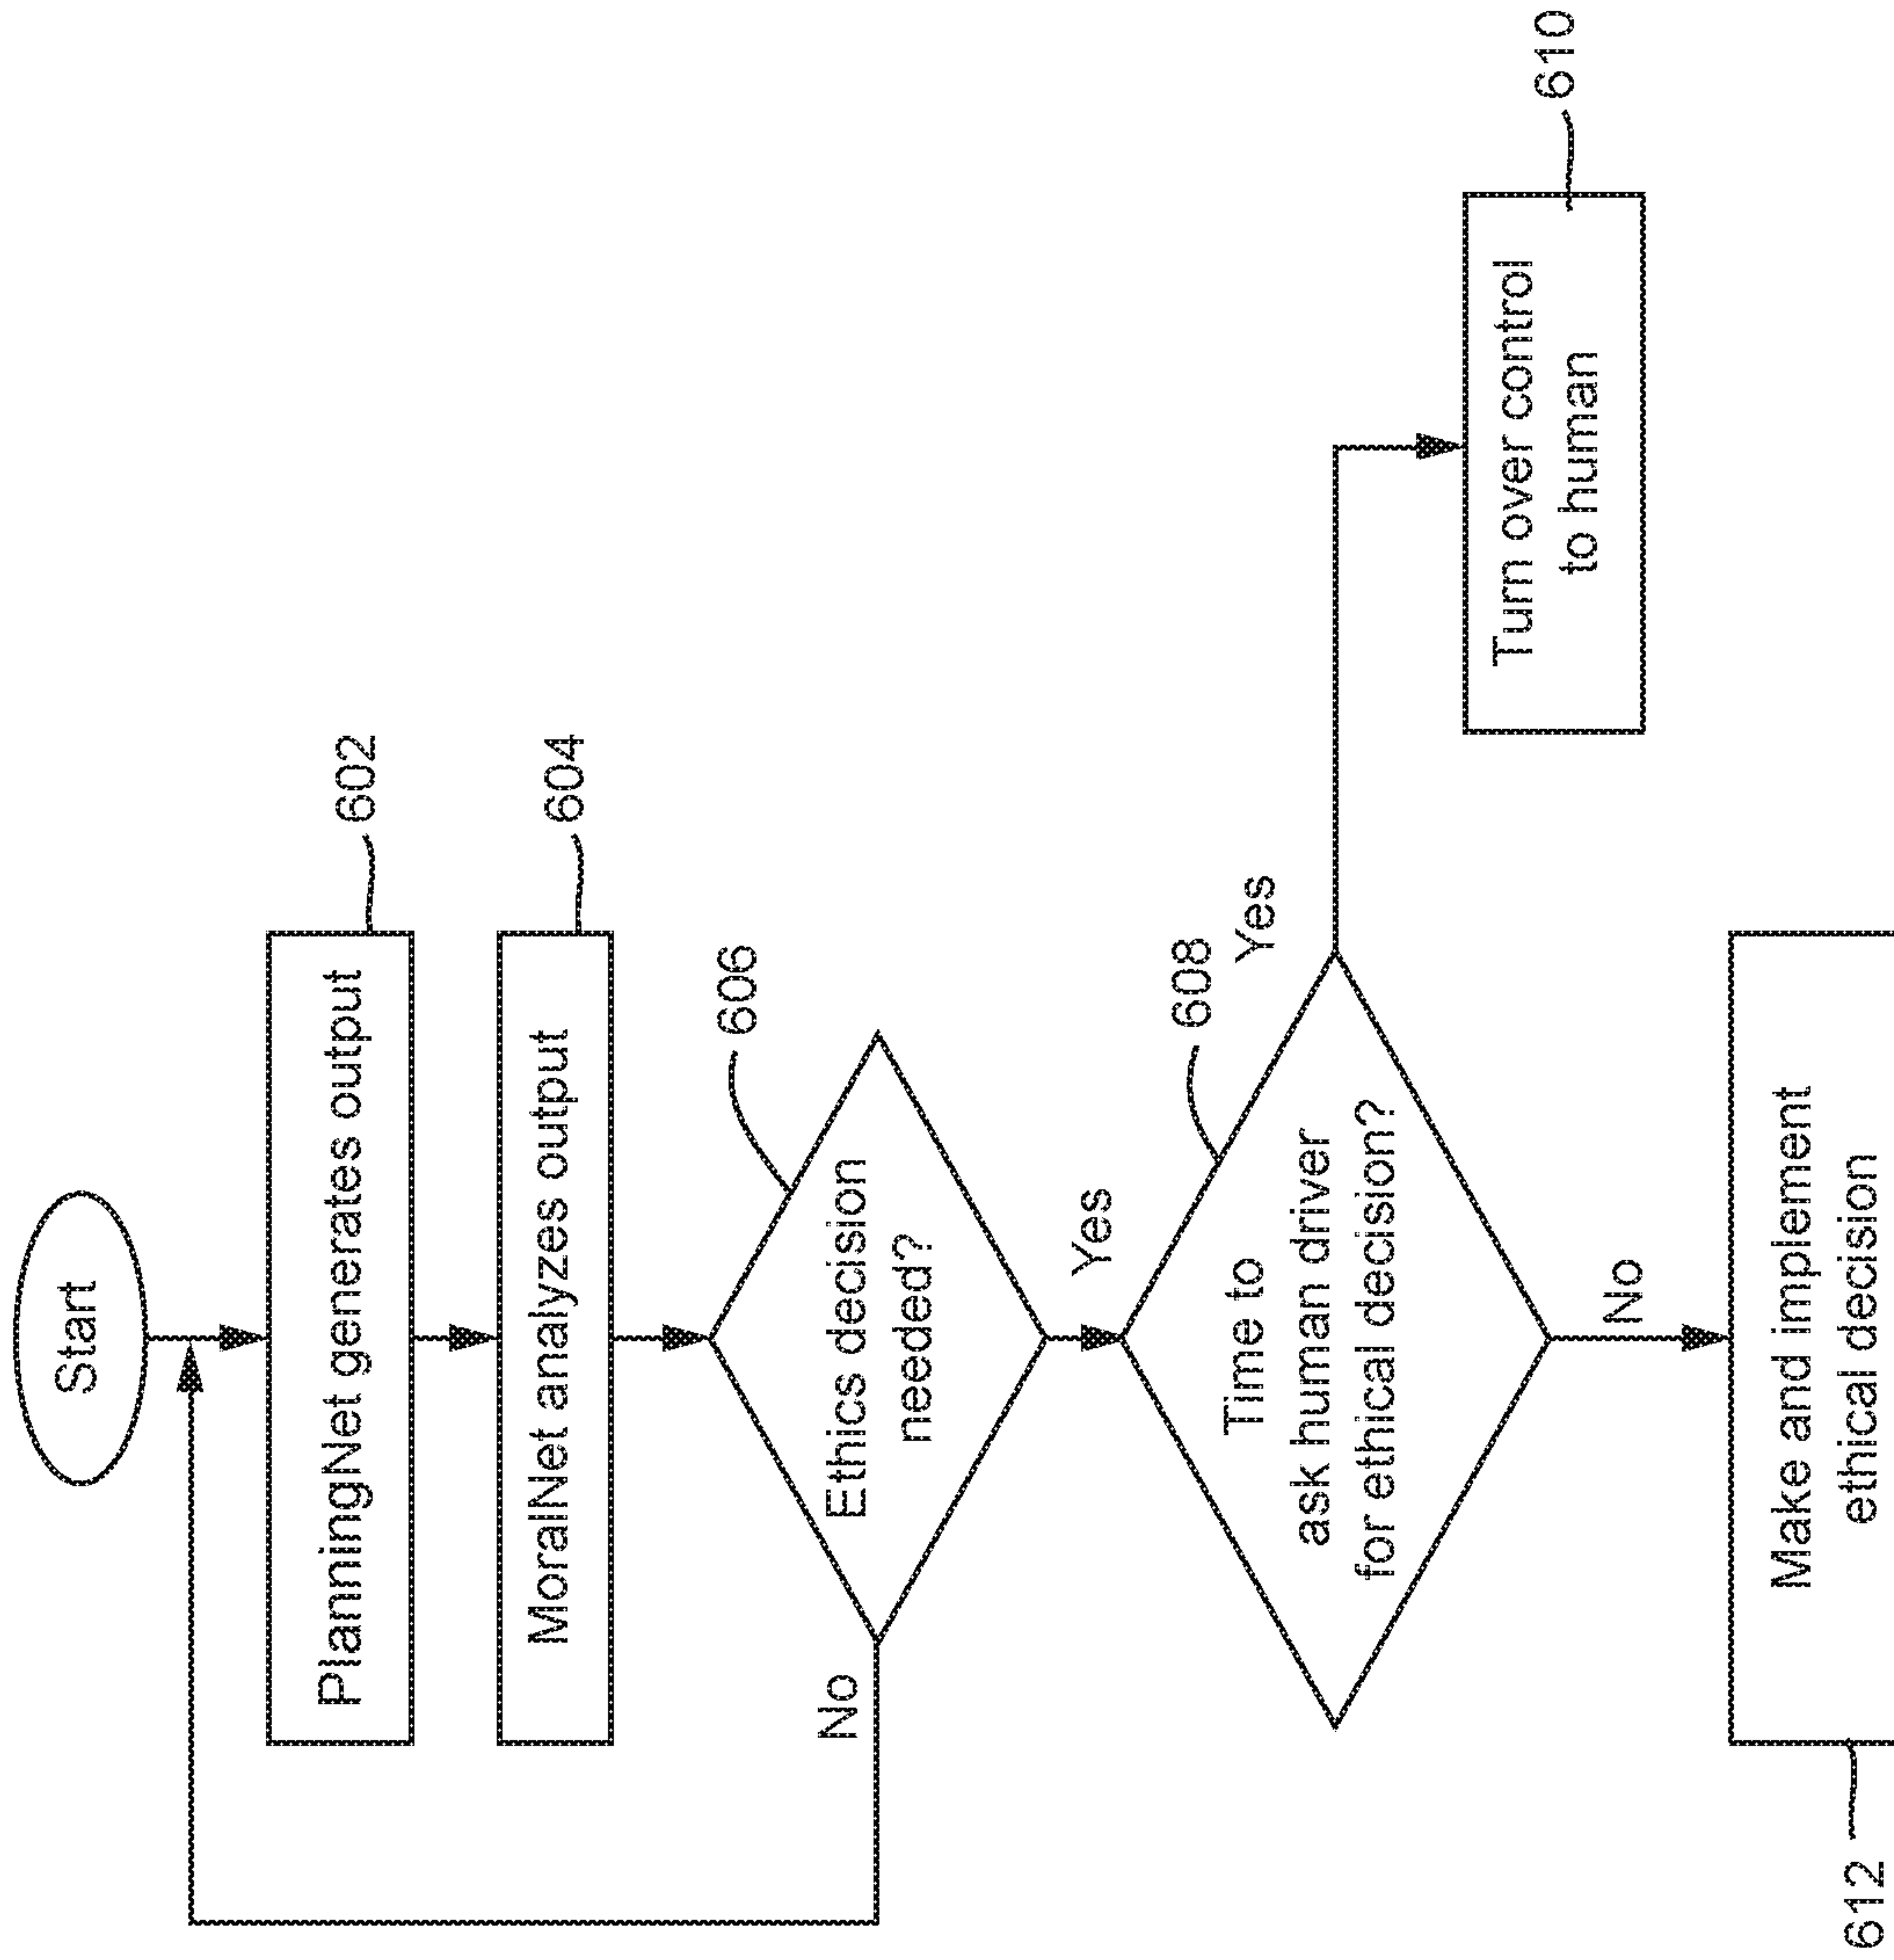 Start
PlanningNet generates output
602
MoralNet analyzes output
604
606
Ethics decision
needed?
No
Yes
608
Yes
Time to
ask human driver
for ethical decision?
No
Turn over control
to human
610
Make and implement
ethical decision
612